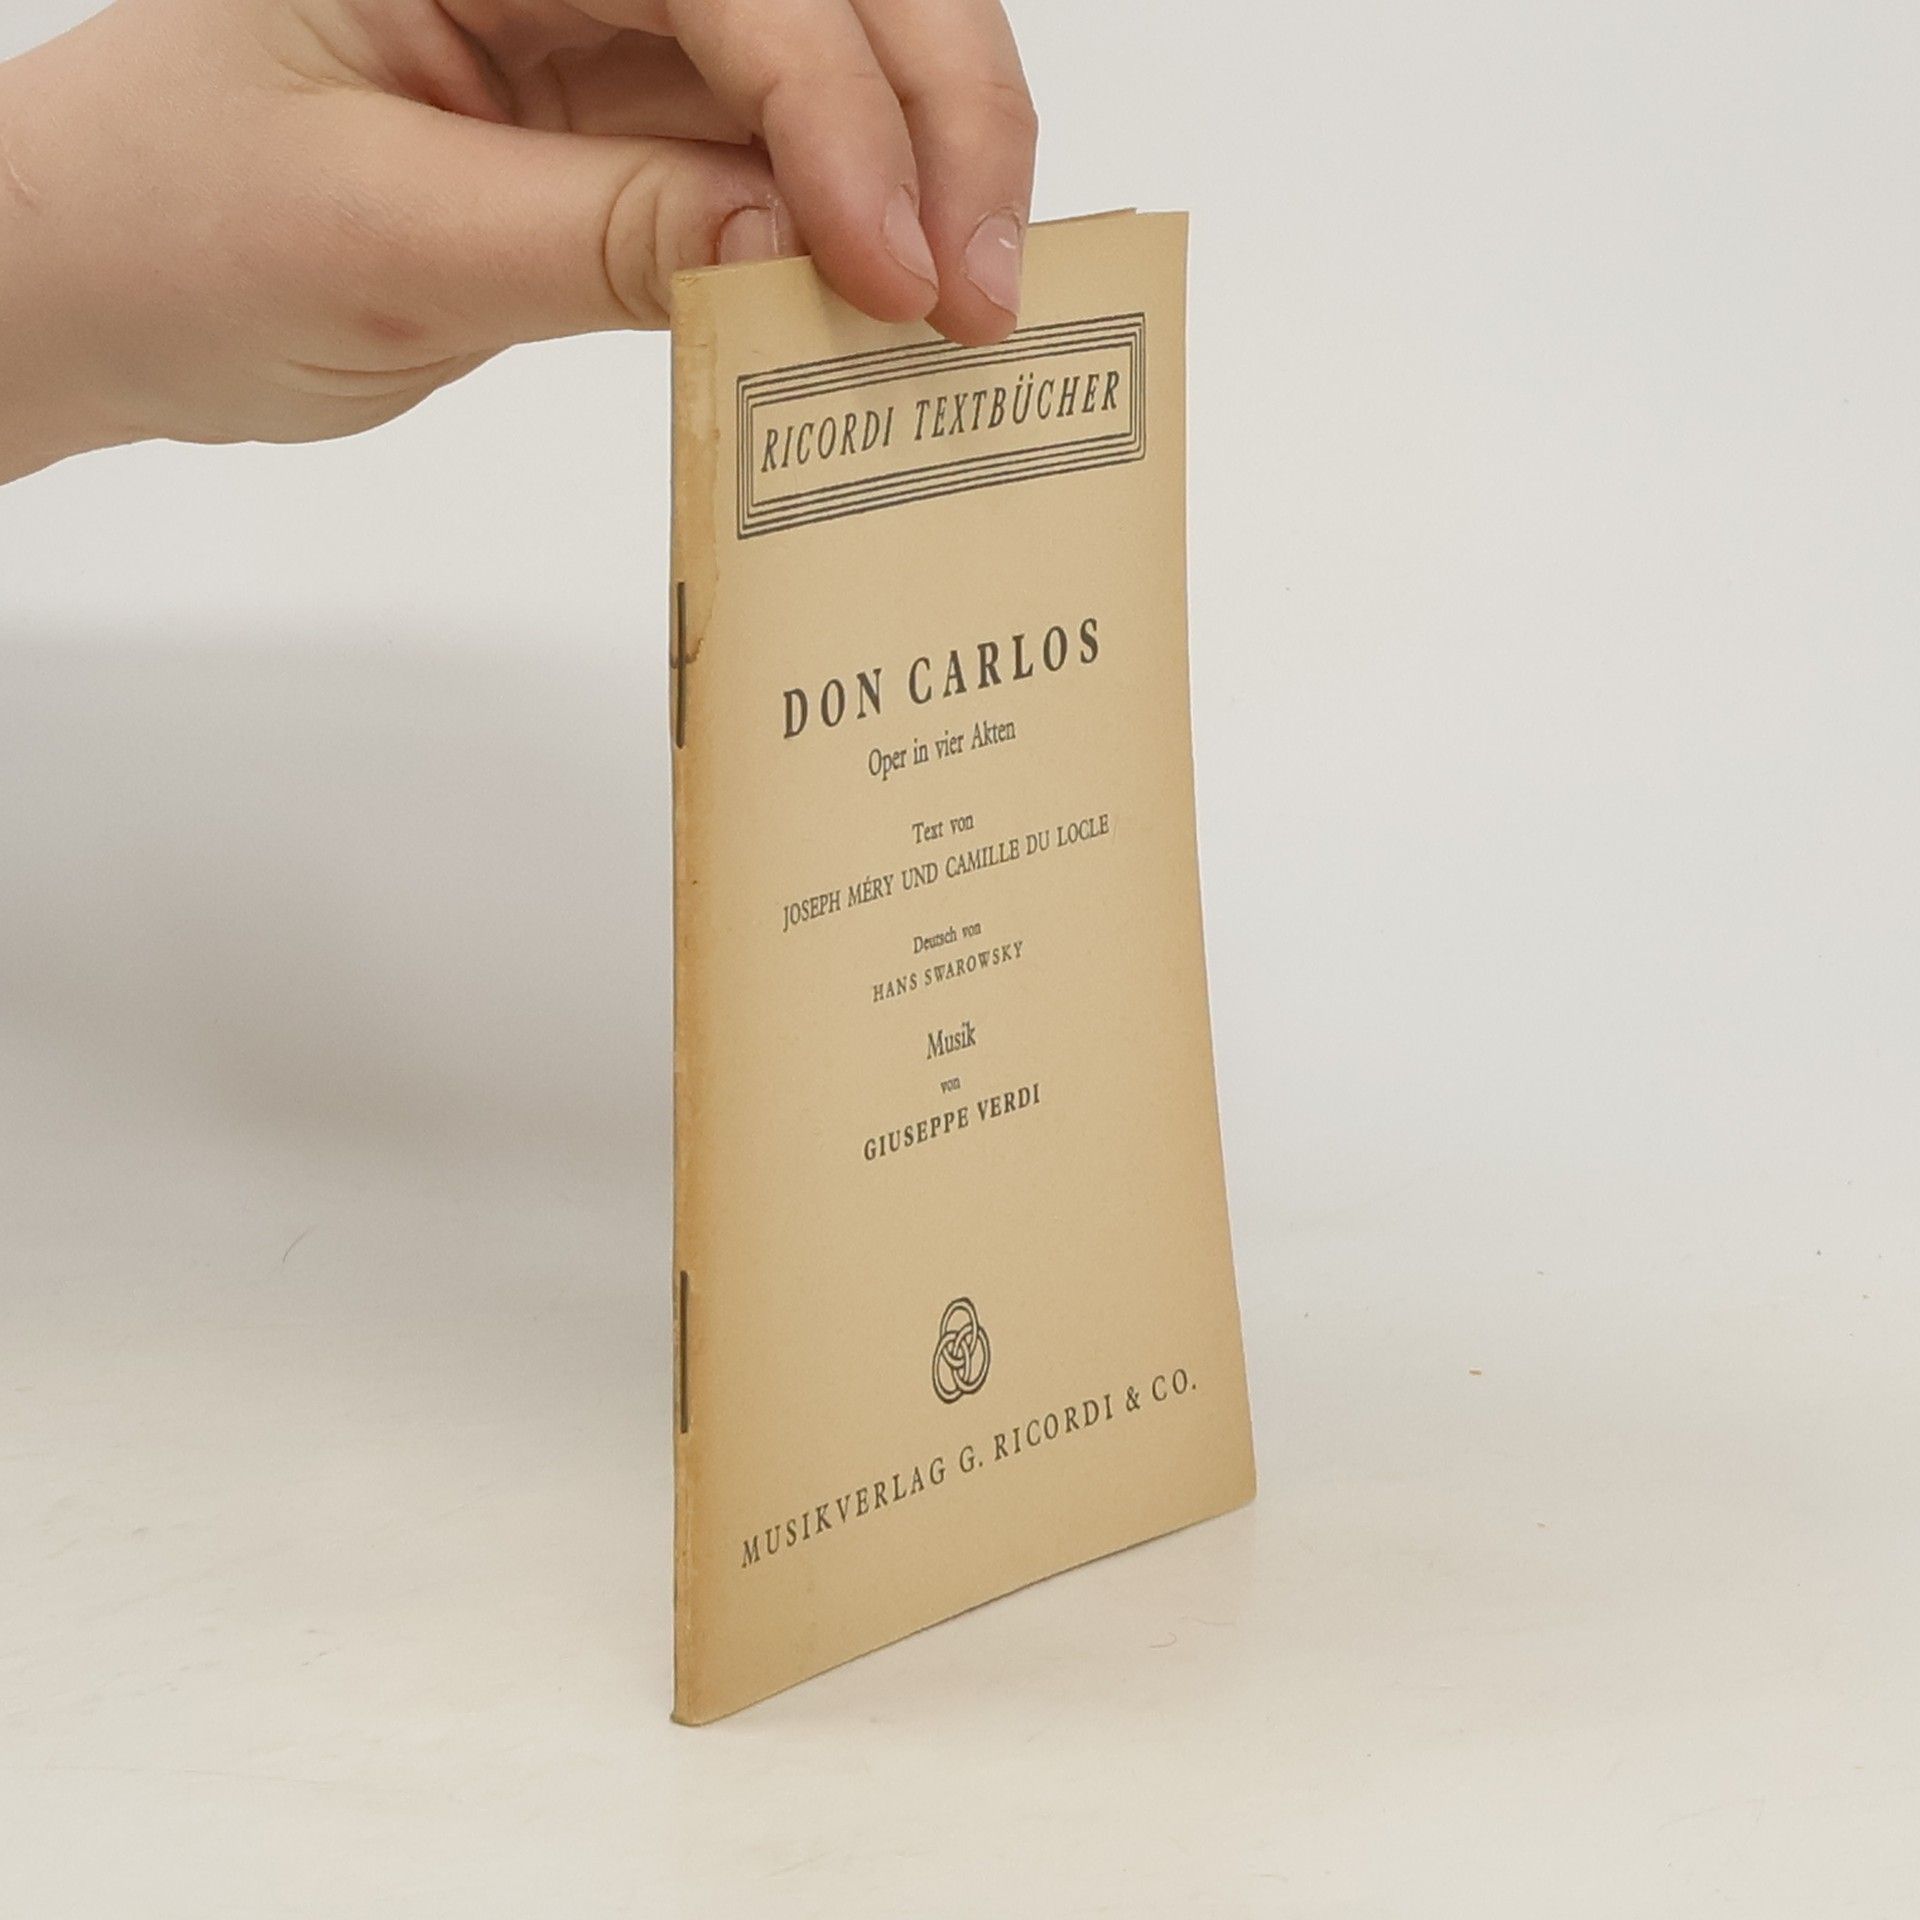 RICORDI TEXTBÜCHER
DON CARLOS
Oper in vier Akten
Text von
JOSEPH MÉRY UND CAMILLE DU LOCLE
Deutsch von
HANS SWAROWSKY
Musik
von
GIUSEPPE VERDI
MUSIKVERLAG G. RICORDI & CO.